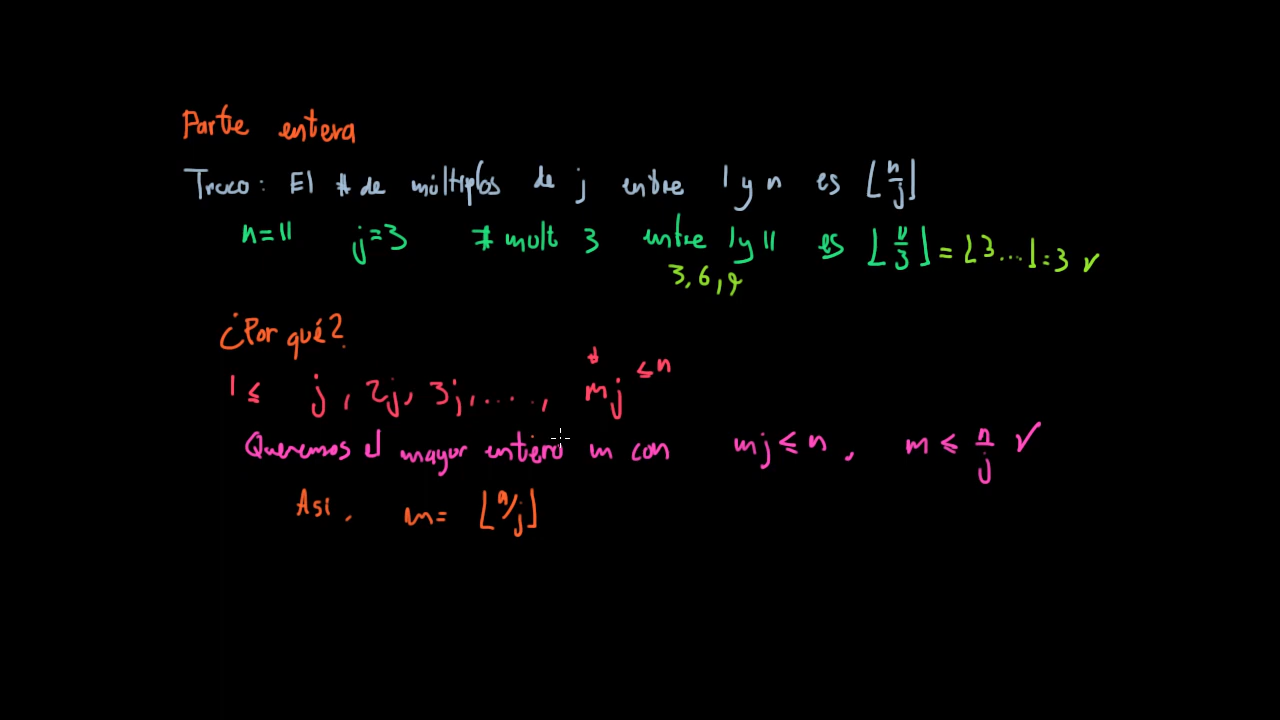 Parte entera
Truco: El # de múltiplos de j entre 1 y n es ⌊n/j⌋
n=11 j=3 # mult 3 entre 1 y 11 es ⌊11/3⌋ = ⌊3...⌋ = 3 ✓
3, 6, 9
¿Por qué?
1 ≤ j, 2j, 3j, ...., mj ≤ n
Queremos el mayor entero m con mj ≤ n, m ≤ n/j ✓
Así, m = ⌊n/j⌋